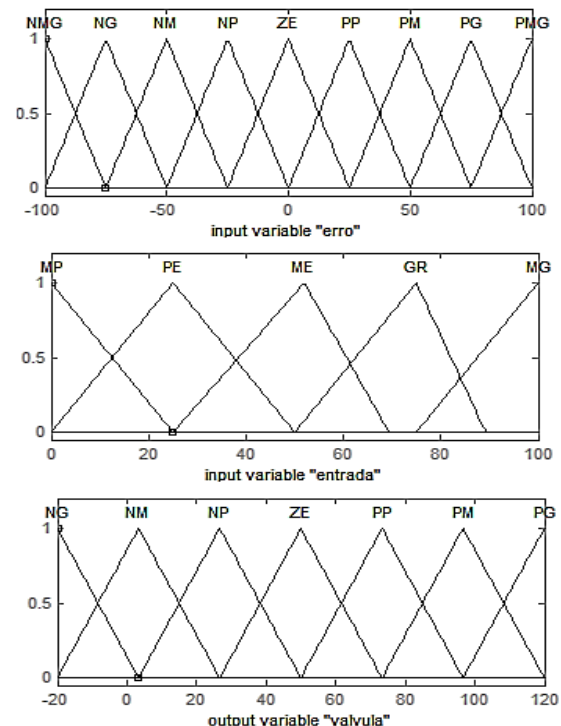 NMG NG NM NP ZE PP PM PG PMG
1
0.5
0
-100 -50 0 50 100
input variable "erro"
MP PE ME GR MG
1
0.5
0
0 20 40 60 80 100
input variable "entrada"
NG NM NP ZE PP PM PG
1
0.5
0
-20 0 20 40 60 80 100 120
output variable "valvula"